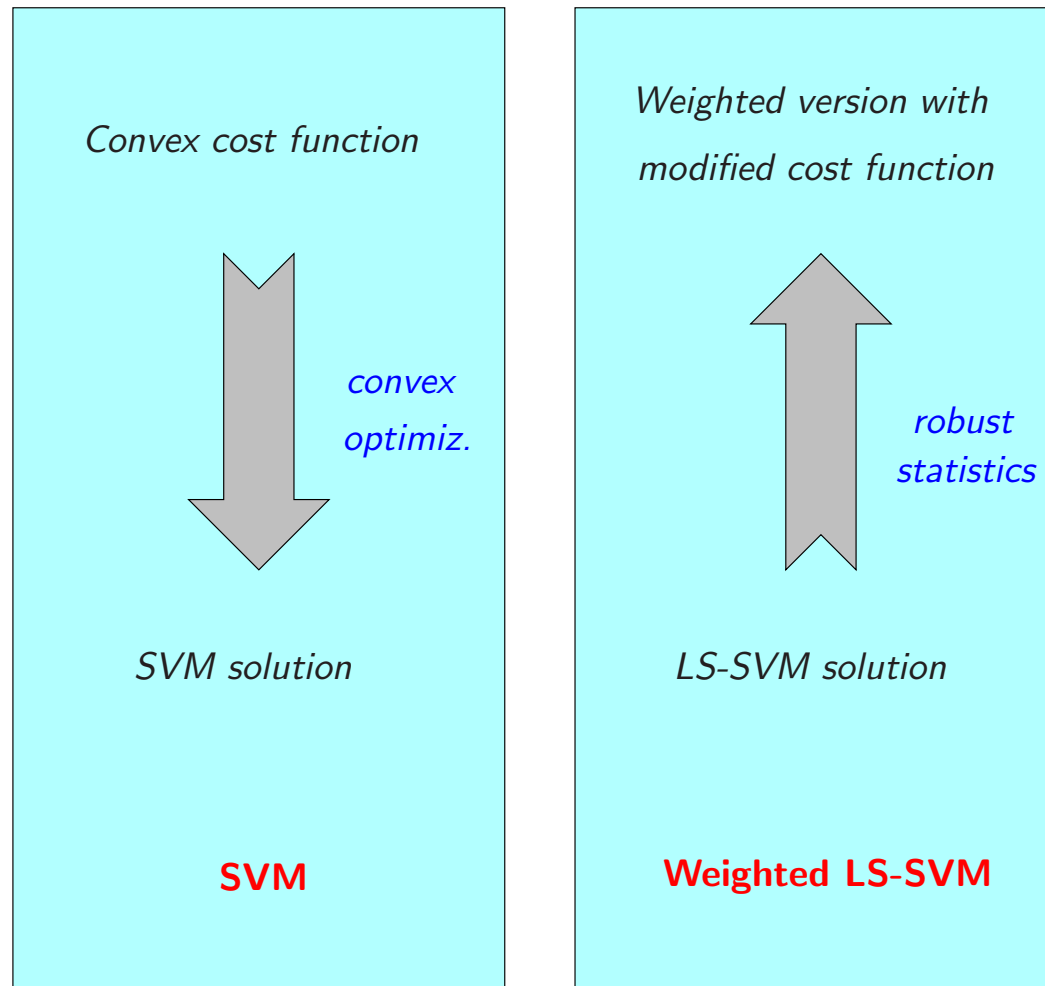 Convex cost function
convex
optimiz.
SVM solution
SVM
Weighted version with
modified cost function
robust
statistics
LS-SVM solution
Weighted LS-SVM